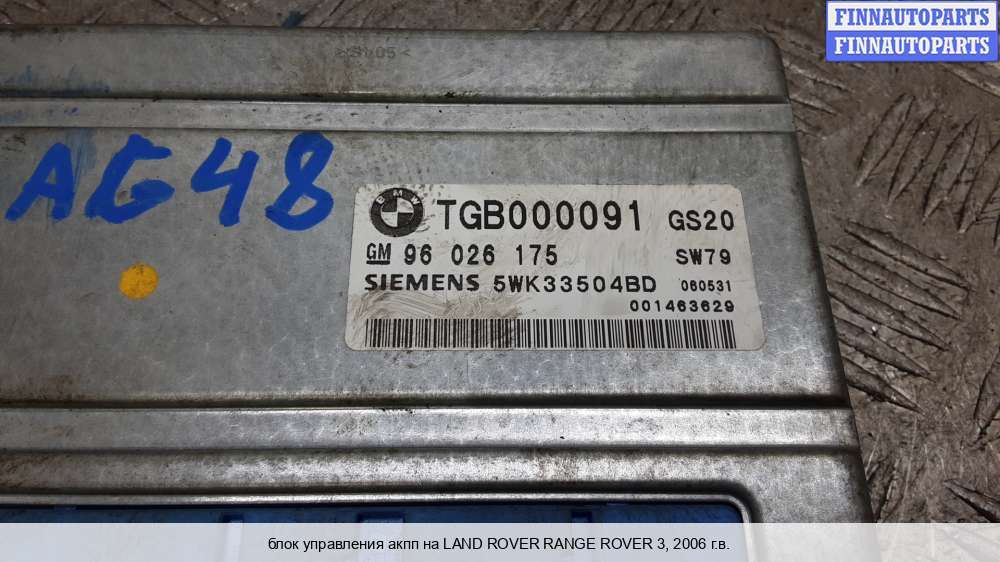 FINNAUTOPARTS
FINNAUTOPARTS
AG48
BMW TGB000091 GS20
GM 96 026 175 SW79
SIEMENS 5WK33504BD 060531
001463629
блок управления акпп на LAND ROVER RANGE ROVER 3, 2006 г.в.